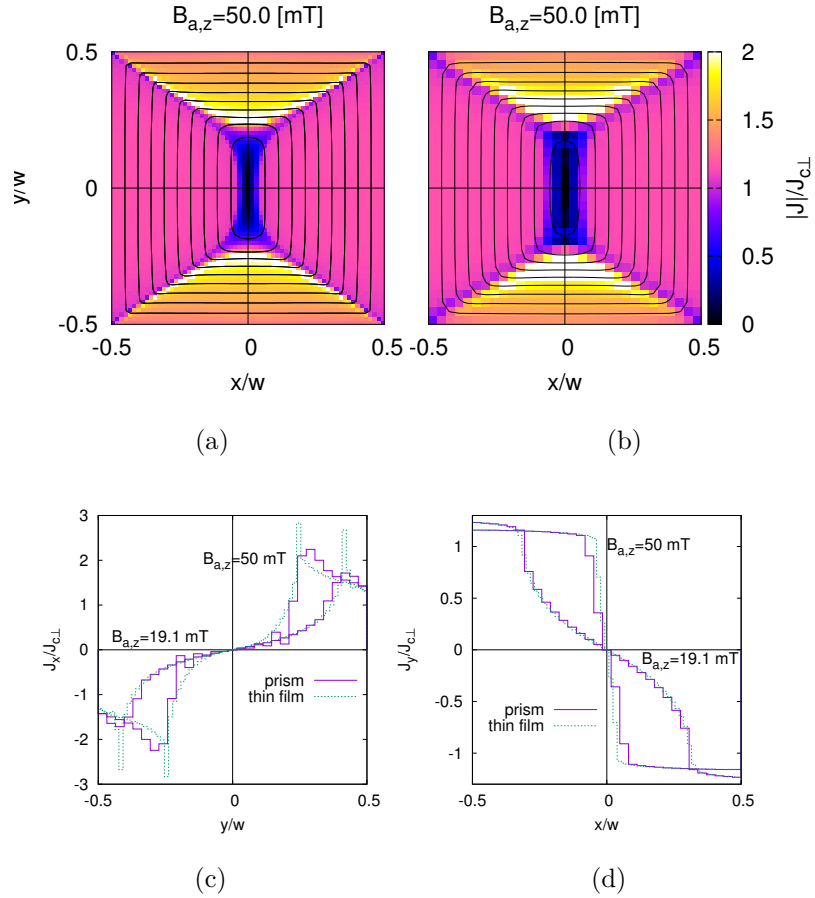 B_{a,z}=50.0 [mT]
B_{a,z}=50.0 [mT]
y/w
0.5
0
-0.5
-0.5
0
0.5
x/w
-0.5
0
0.5
x/w
2
1.5
1
0.5
0
|J|/J_{c⊥}
(a)
(b)
J_x/J_{c⊥}
3
2
1
0
-1
-2
-3
B_{a,z}=50 mT
B_{a,z}=19.1 mT
prism
thin film
-0.5
0
0.5
y/w
J_y/J_{c⊥}
1
0.5
0
-0.5
-1
B_{a,z}=50 mT
B_{a,z}=19.1 mT
prism
thin film
-0.5
0
0.5
x/w
(c)
(d)